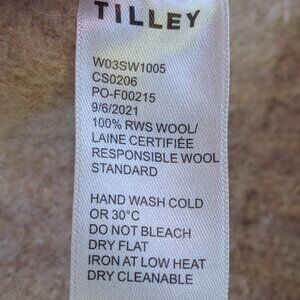 TILLEY
W03SW1005
CS0206
PO-F00215
9/6/2021
100% RWS WOOL/
LAINE CERTIFIÉE
RESPONSIBLE WOOL
STANDARD
HAND WASH COLD
OR 30°C
DO NOT BLEACH
DRY FLAT
IRON AT LOW HEAT
DRY CLEANABLE